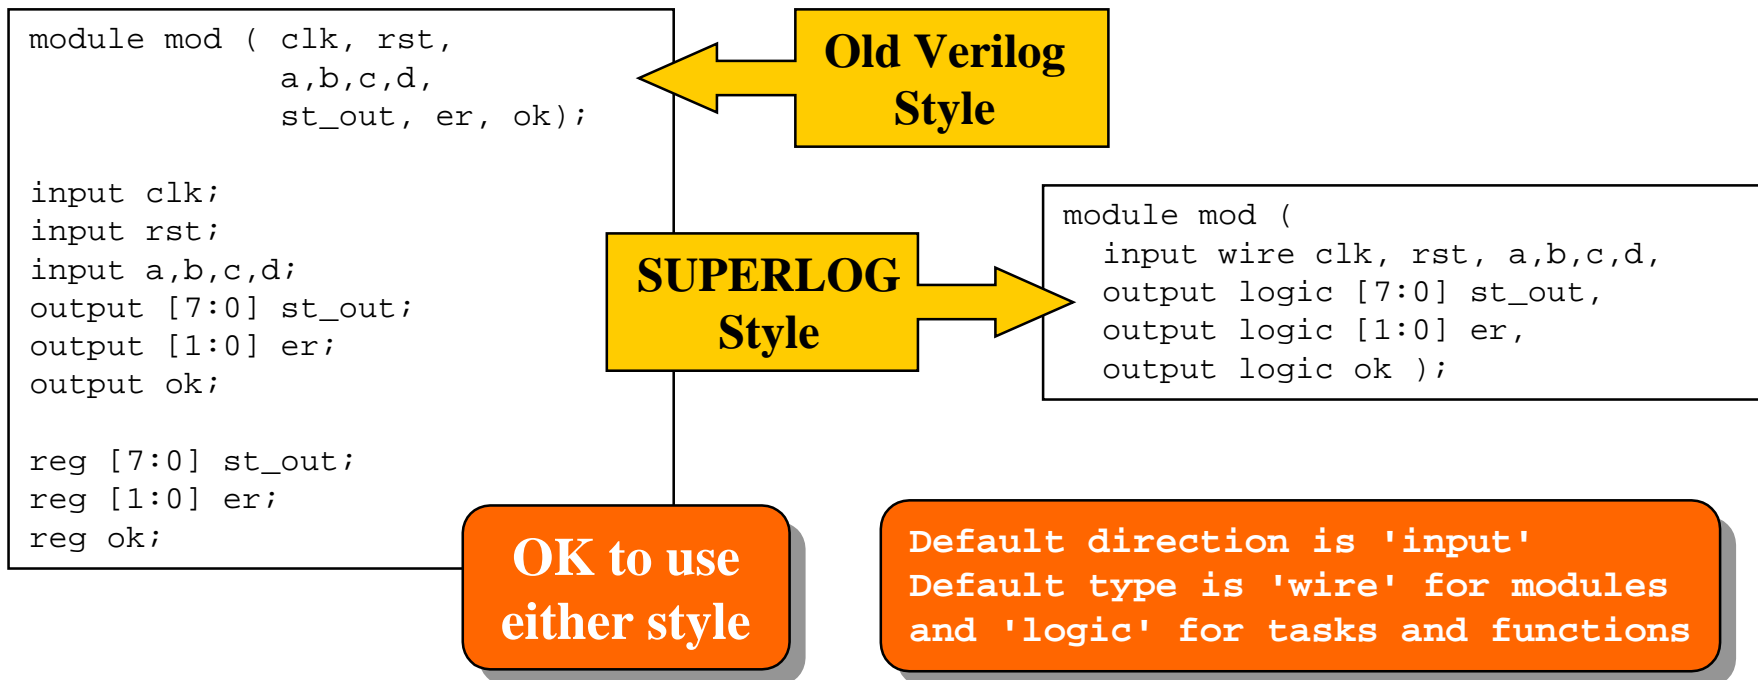 module mod ( clk, rst,
a,b,c,d,
st_out, er, ok);
input clk;
input rst;
input a,b,c,d;
output [7:0] st_out;
output [1:0] er;
output ok;
reg [7:0] st_out;
reg [1:0] er;
reg ok;
Old Verilog
Style
SUPERLOG
Style
module mod (
input wire clk, rst, a,b,c,d,
output logic [7:0] st_out,
output logic [1:0] er,
output logic ok );
OK to use
either style
Default direction is 'input'
Default type is 'wire' for modules
and 'logic' for tasks and functions